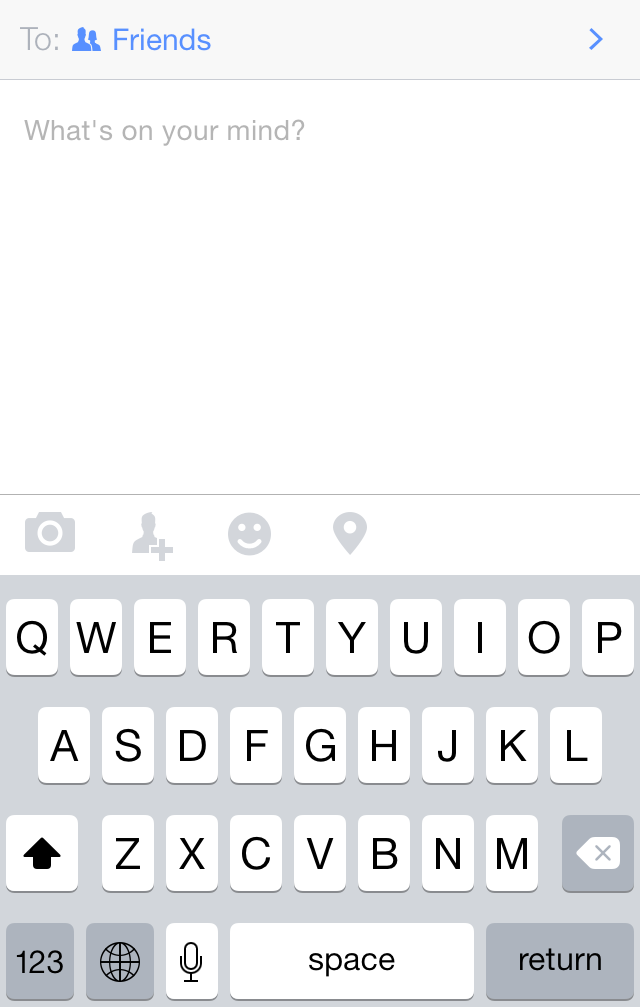 To: Friends
What's on your mind?
Q W E R T Y U I O P
A S D F G H J K L
Z X C V B N M
123 space return